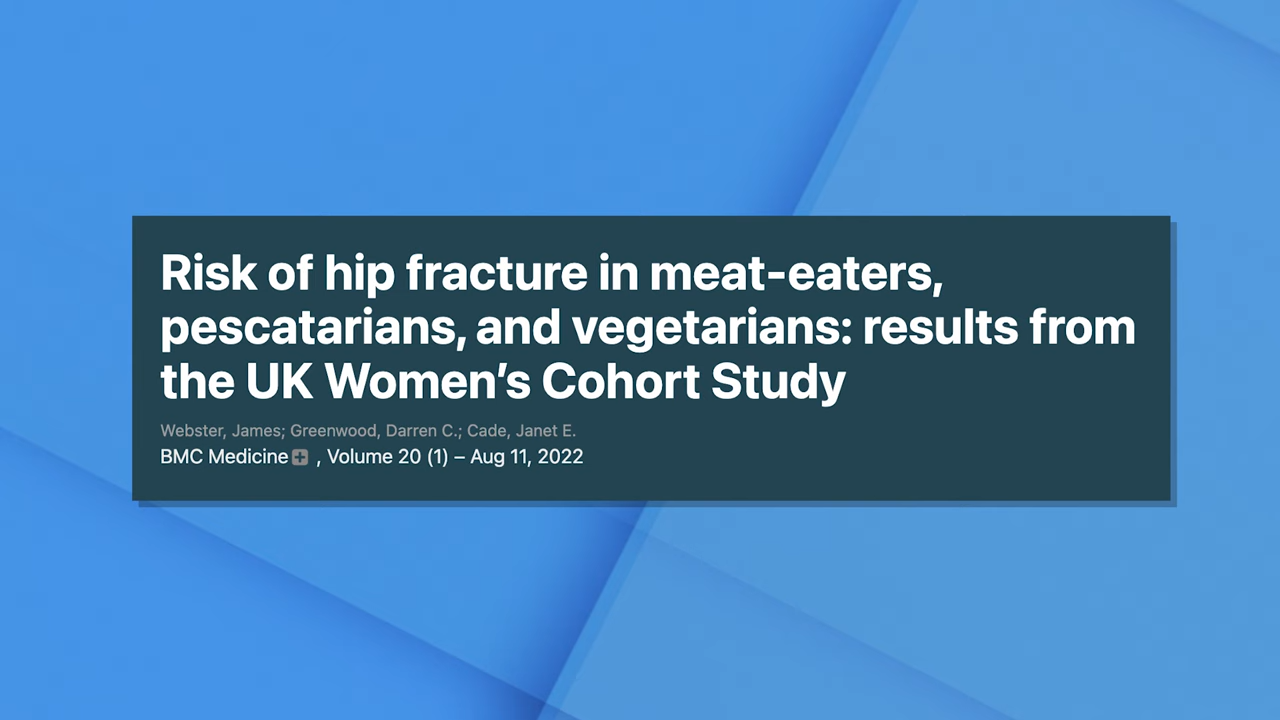 Risk of hip fracture in meat-eaters,
pescatarians, and vegetarians: results from
the UK Women’s Cohort Study
Webster, James; Greenwood, Darren C.; Cade, Janet E.
BMC Medicine , Volume 20 (1) – Aug 11, 2022